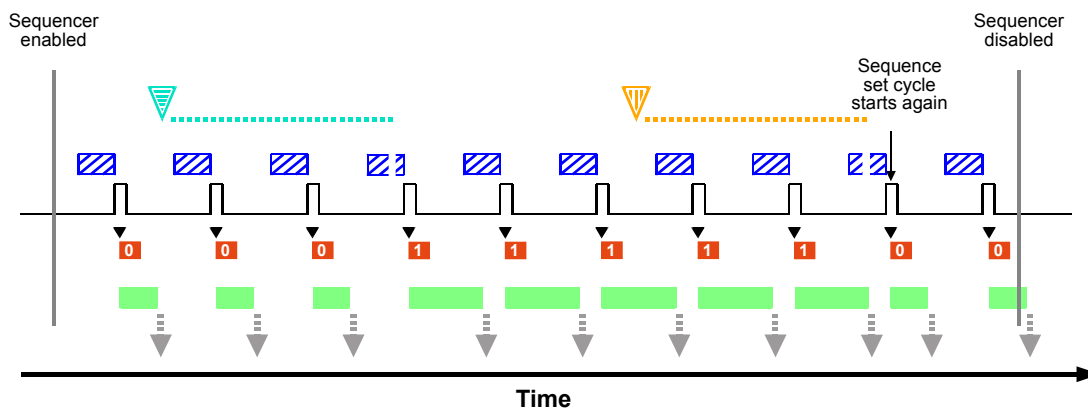 Sequencer
enabled
Sequencer
disabled
Sequence
set cycle
starts again
0 0 0 1 1 1 1 1 0 0
Time